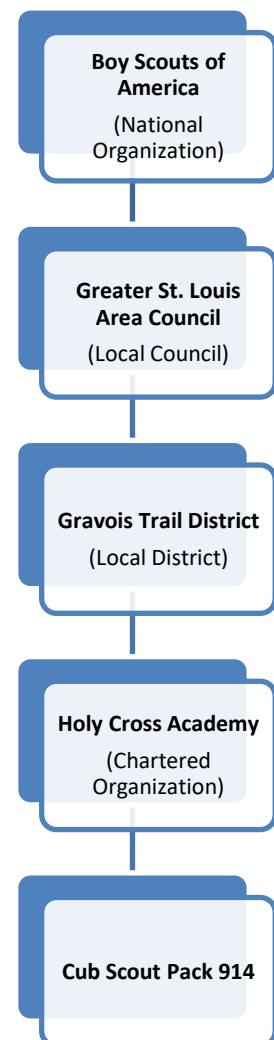 Boy Scouts of
America
(National
Organization)
Greater St. Louis
Area Council
(Local Council)
Gravois Trail District
(Local District)
Holy Cross Academy
(Chartered
Organization)
Cub Scout Pack 914